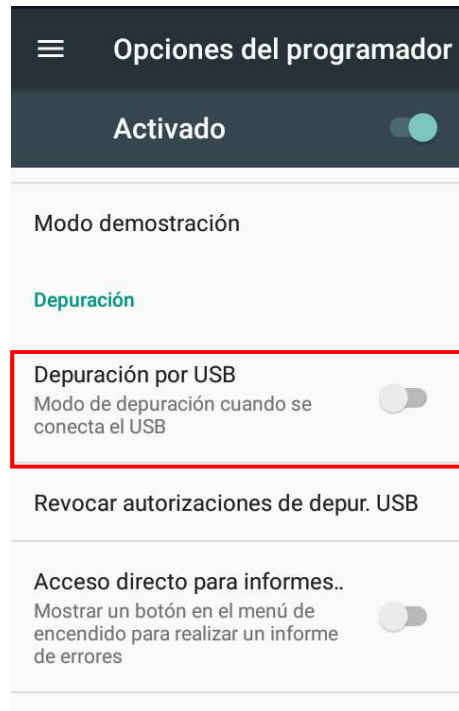 Opciones del programador
Activado
Modo demostración
Depuración
Depuración por USB
Modo de depuración cuando se
conecta el USB
Revocar autorizaciones de depur. USB
Acceso directo para informes..
Mostrar un botón en el menú de
encendido para realizar un informe
de errores